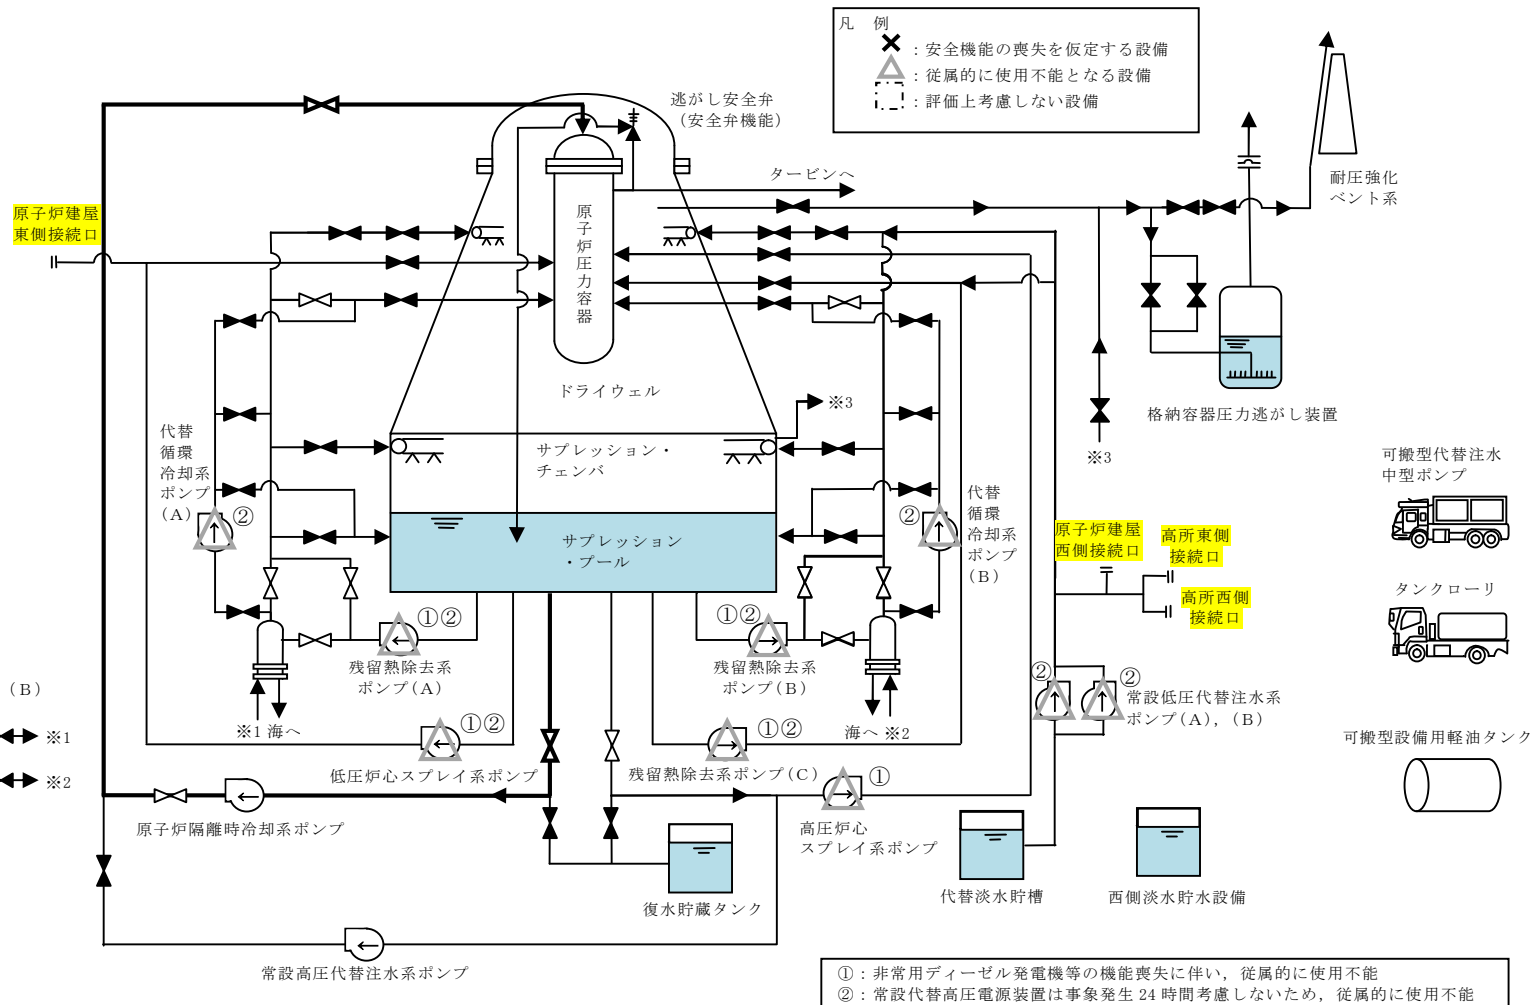 凡 例
：安全機能の喪失を仮定する設備
：従属的に使用不能となる設備
：評価上考慮しない設備
逃がし安全弁
（安全弁機能）
タービンへ
耐圧強化
ベント系
原子炉建屋
東側接続口
原子炉圧力容器
ドライウェル
※3
格納容器圧力逃がし装置
※3
代替
循環
冷却系
ポンプ
(A)
②
サプレッション・
チェンバ
サプレッション
・プール
②
代替
循環
冷却系
ポンプ
(B)
可搬型代替注水
中型ポンプ
原子炉建屋
西側接続口
高所東側
接続口
高所西側
接続口
タンクローリ
①②
残留熱除去系
ポンプ(A)
①②
残留熱除去系
ポンプ(B)
②
②
常設低圧代替注水系
ポンプ(A)，(B)
(B)
※1
※2
※1 海へ
海へ ※2
①②
低圧炉心スプレイ系ポンプ
①②
残留熱除去系ポンプ(C)
①
高圧炉心
スプレイ系ポンプ
可搬型設備用軽油タンク
原子炉隔離時冷却系ポンプ
復水貯蔵タンク
代替淡水貯槽
西側淡水貯水設備
常設高圧代替注水系ポンプ
①：非常用ディーゼル発電機等の機能喪失に伴い，従属的に使用不能
②：常設代替高圧電源装置は事象発生 24 時間考慮しないため，従属的に使用不能